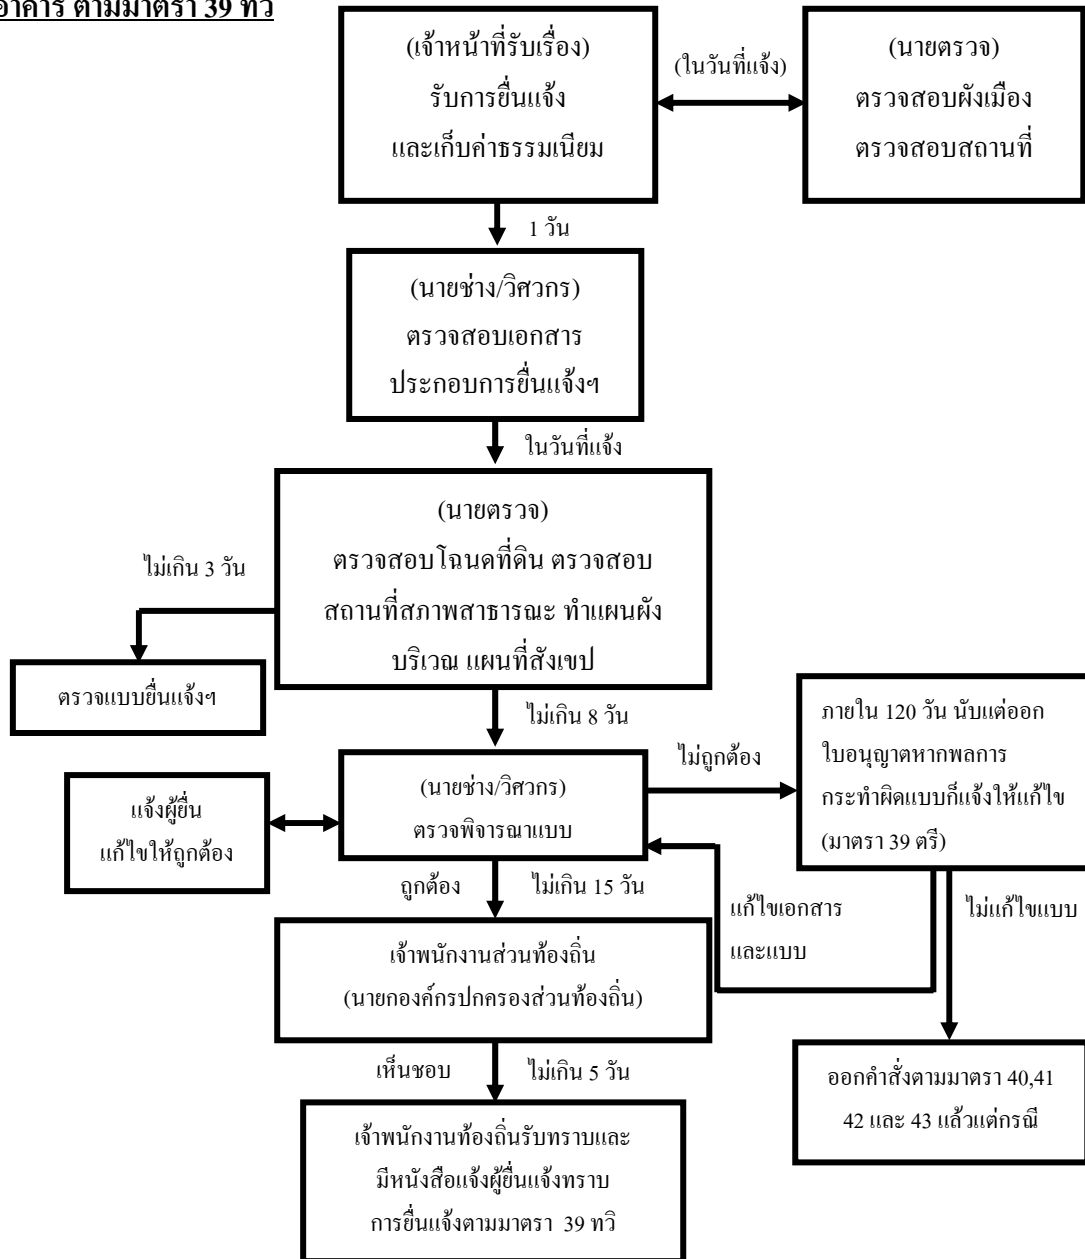 อาคาร ตามมาตรา 39 ทวิ
(เจ้าหน้าที่รับเรื่อง)
รับการยื่นแจ้ง
และเก็บค่าธรรมเนียม
(ในวันที่แจ้ง)
(นายตรวจ)
ตรวจสอบผังเมือง
ตรวจสอบสถานที่
1 วัน
(นายช่าง/วิศวกร)
ตรวจสอบเอกสาร
ประกอบการยื่นแจ้งฯ
ในวันที่แจ้ง
(นายตรวจ)
ตรวจสอบโฉนดที่ดิน ตรวจสอบ
สถานที่สภาพสาธารณะ ทำแผนผัง
บริเวณ แผนที่สังเขป
ไม่เกิน 3 วัน
ตรวจแบบยื่นแจ้งฯ
ไม่เกิน 8 วัน
(นายช่าง/วิศวกร)
ตรวจพิจารณาแบบ
แจ้งผู้ยื่น
แก้ไขให้ถูกต้อง
ไม่ถูกต้อง
ภายใน 120 วัน นับแต่ออก
ใบอนุญาตหากพลการ
กระทำผิดแบบก็แจ้งให้แก้ไข
(มาตรา 39 ตรี)
ถูกต้อง
ไม่เกิน 15 วัน
แก้ไขเอกสาร
และแบบ
ไม่แก้ไขแบบ
เจ้าพนักงานส่วนท้องถิ่น
(นายกองค์กรปกครองส่วนท้องถิ่น)
เห็นชอบ
ไม่เกิน 5 วัน
ออกคำสั่งตามมาตรา 40,41
42 และ 43 แล้วแต่กรณี
เจ้าพนักงานท้องถิ่นรับทราบและ
มีหนังสือแจ้งผู้ยื่นแจ้งทราบ
การยื่นแจ้งตามมาตรา 39 ทวิ